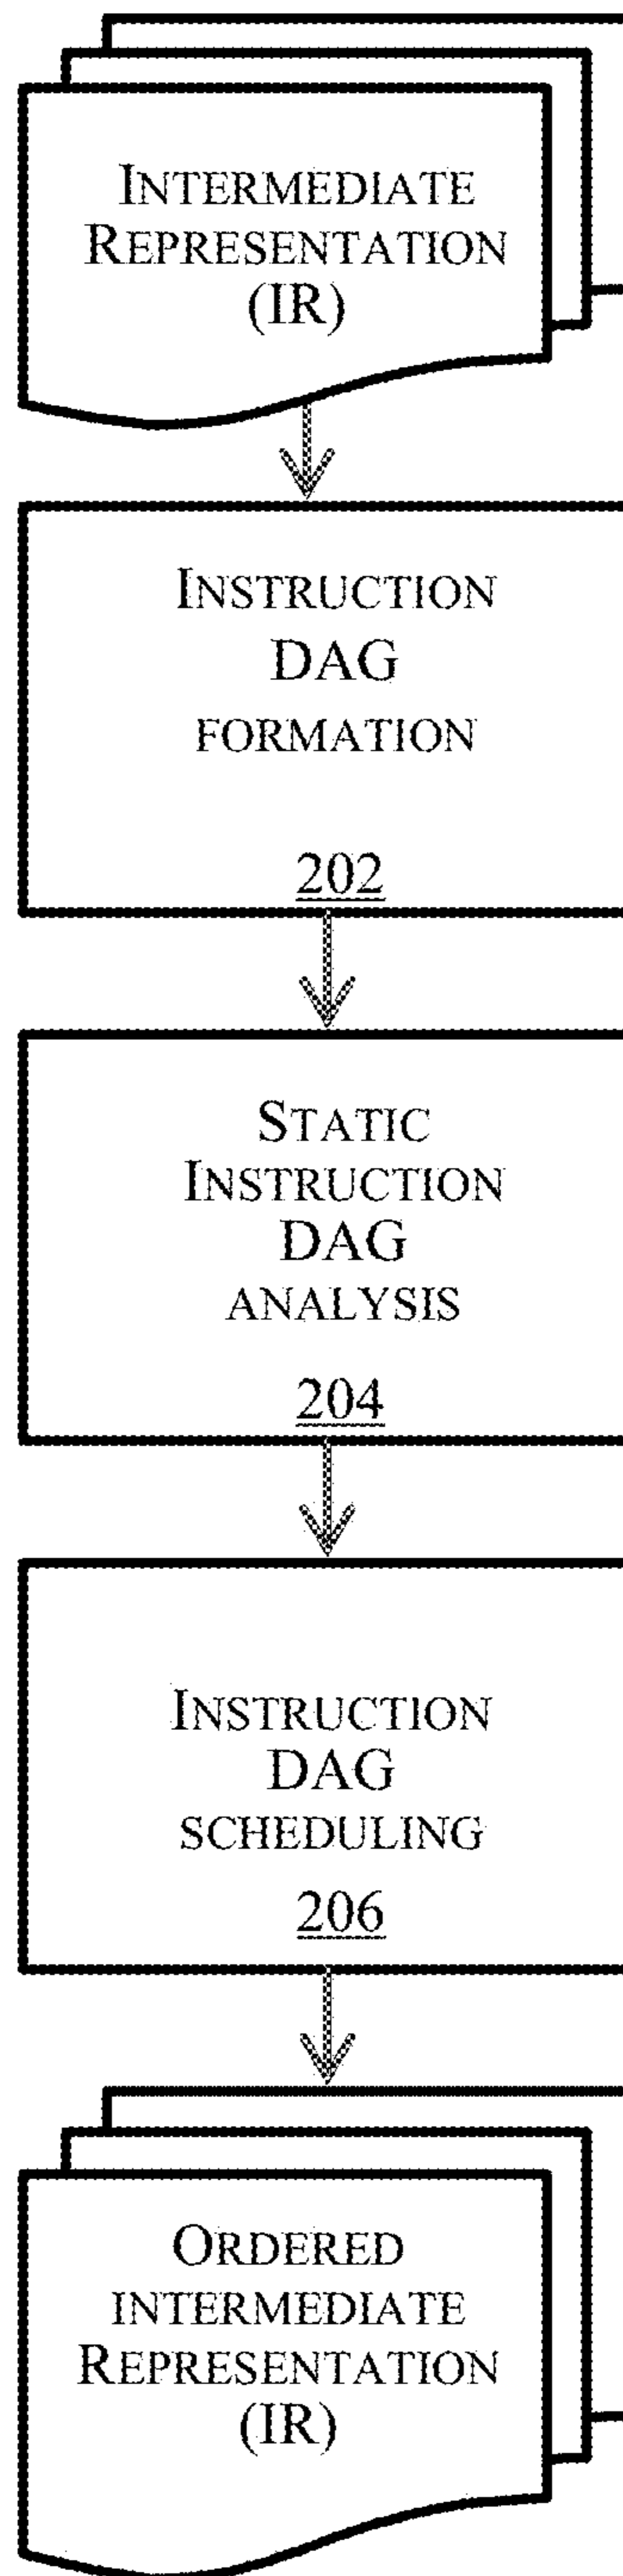 INTERMEDIATE
REPRESENTATION
(IR)
INSTRUCTION
DAG
FORMATION
202
STATIC
INSTRUCTION
DAG
ANALYSIS
204
INSTRUCTION
DAG
SCHEDULING
206
ORDERED
INTERMEDIATE
REPRESENTATION
(IR)